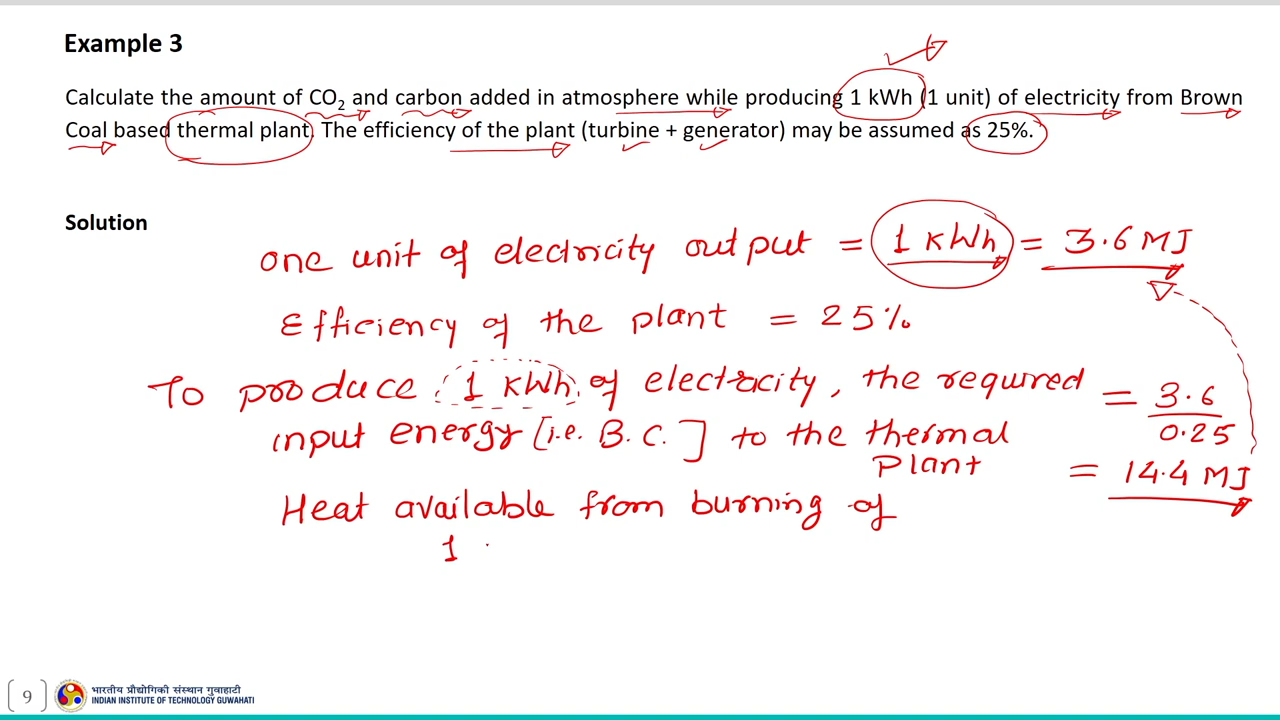 Example 3
Calculate the amount of CO₂ and carbon added in atmosphere while producing 1 kWh (1 unit) of electricity from Brown
Coal based thermal plant. The efficiency of the plant (turbine + generator) may be assumed as 25%.
Solution
One unit of electricity output = 1 kWh = 3.6 MJ
Efficiency of the plant = 25%
To produce 1 kWh of electricity, the required
input energy [i.e. B.C.] to the thermal
plant
= 3.6
0.25
= 14.4 MJ
Heat available from burning of
1
9
भारतीय प्रौद्योगिकी संस्थान गुवाहाटी
INDIAN INSTITUTE OF TECHNOLOGY GUWAHATI